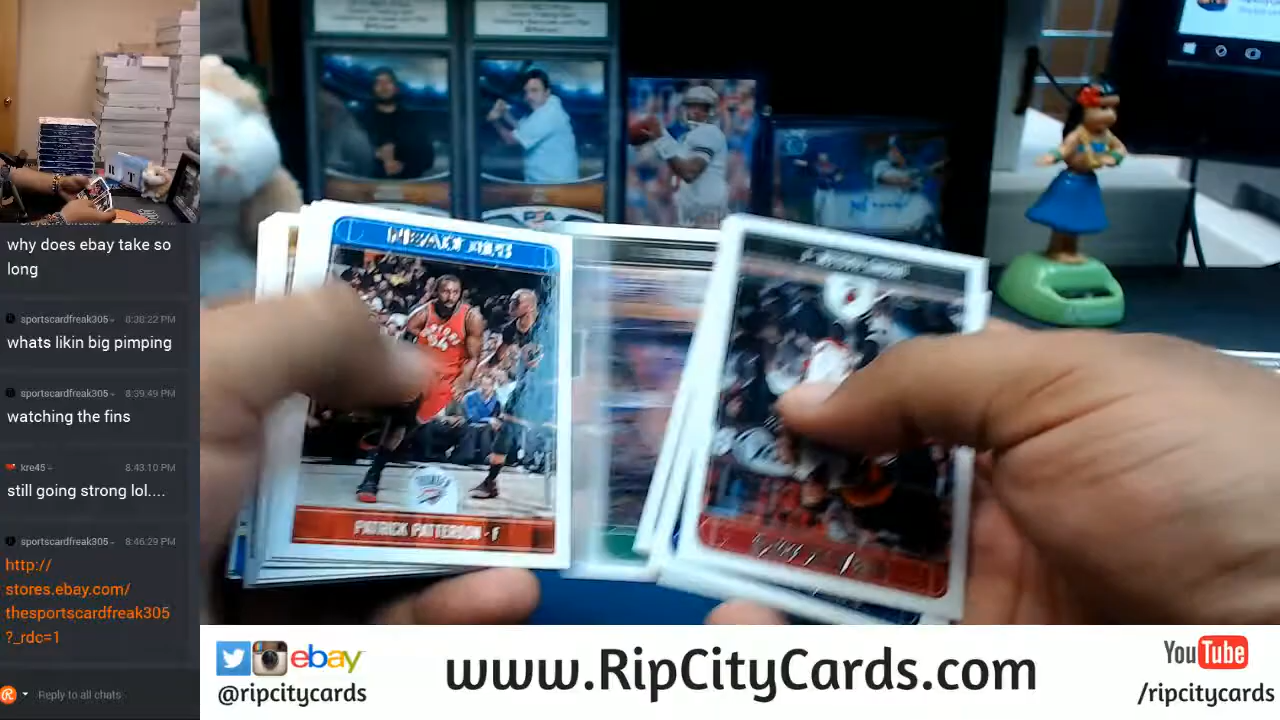 why does ebay take so
long
sportscardfreak305 8:38:22 PM
whats likin big pimping
sportscardfreak305 8:39:49 PM
watching the fins
kre45 8:43:10 PM
still going strong lol....
sportscardfreak305 8:46:29 PM
http://
stores.ebay.com/
thesportscardfreak305
?_rdc=1
Reply to all chats
PATRICK PATTERSON - F
ebay
@ripcitycards
www.RipCityCards.com
YouTube
/ripcitycards